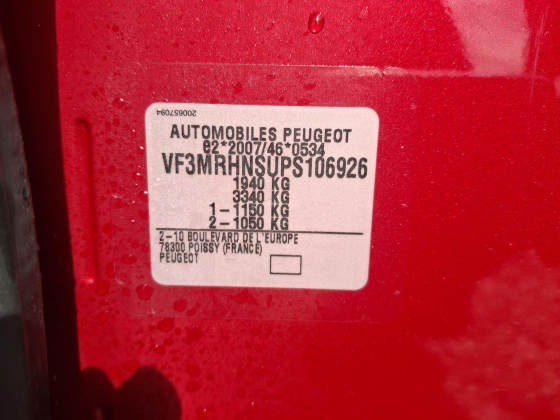 200657094
AUTOMOBILES PEUGEOT
e2*2007/46*0534
VF3MRHNSUPS106926
1940 KG
3340 KG
1 – 1150 KG
2 – 1050 KG
2 – 10 BOULEVARD DE L'EUROPE
78300 POISSY (FRANCE)
PEUGEOT